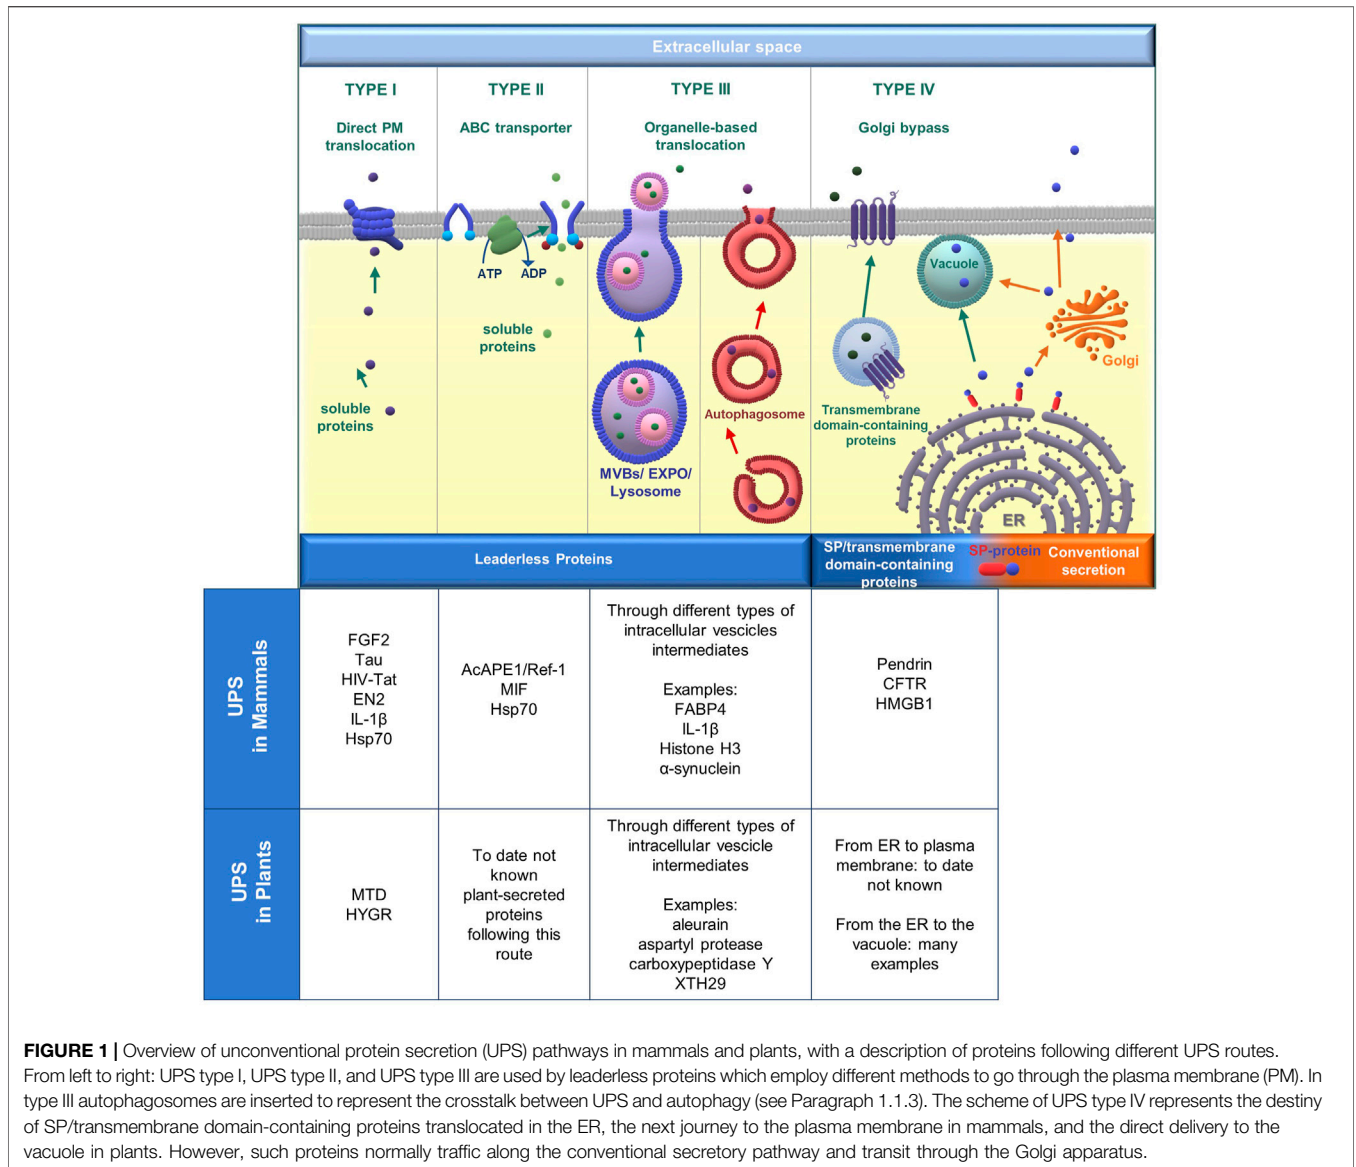 Extracellular space
TYPE I
Direct PM
translocation
soluble
proteins
TYPE II
ABC transporter
ATP
ADP
soluble
proteins
TYPE III
Organelle-based
translocation
Autophagosome
MVBs/ EXPO/
Lysosome
TYPE IV
Golgi bypass
Vacuole
Golgi
Transmembrane
domain-containing
proteins
ER
Leaderless Proteins
SP/transmembrane
domain-containing
proteins
SP-protein
Conventional
secretion
UPS
in Mammals
FGF2
Tau
HIV-Tat
EN2
IL-1β
Hsp70
AcAPE1/Ref-1
MIF
Hsp70
Through different types of
intracellular vescicles
intermediates
Examples:
FABP4
IL-1β
Histone H3
α-synuclein
Pendrin
CFTR
HMGB1
UPS
in Plants
MTD
HYGR
To date not
known
plant-secreted
proteins
following this
route
Through different types of
intracellular vescicle
intermediates
Examples:
aleurain
aspartyl protease
carboxypeptidase Y
XTH29
From ER to plasma
membrane: to date
not known
From the ER to the
vacuole: many
examples
FIGURE 1 | Overview of unconventional protein secretion (UPS) pathways in mammals and plants, with a description of proteins following different UPS routes.
From left to right: UPS type I, UPS type II, and UPS type III are used by leaderless proteins which employ different methods to go through the plasma membrane (PM). In
type III autophagosomes are inserted to represent the crosstalk between UPS and autophagy (see Paragraph 1.1.3). The scheme of UPS type IV represents the destiny
of SP/transmembrane domain-containing proteins translocated in the ER, the next journey to the plasma membrane in mammals, and the direct delivery to the
vacuole in plants. However, such proteins normally traffic along the conventional secretory pathway and transit through the Golgi apparatus.